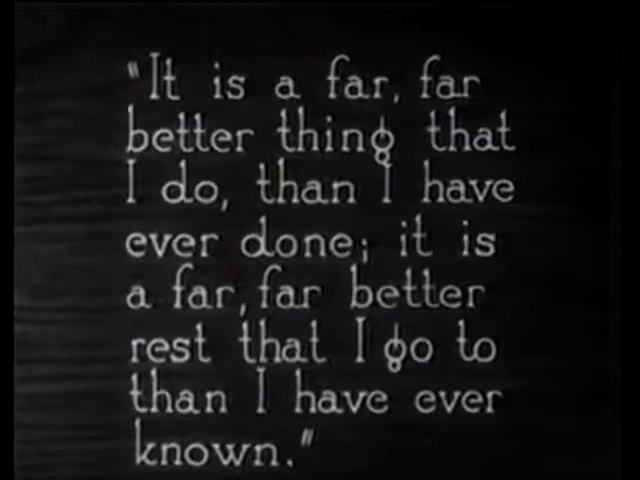 "It is a far, far
better thing that
I do, than I have
ever done; it is
a far, far better
rest that I go to
than I have ever
known."